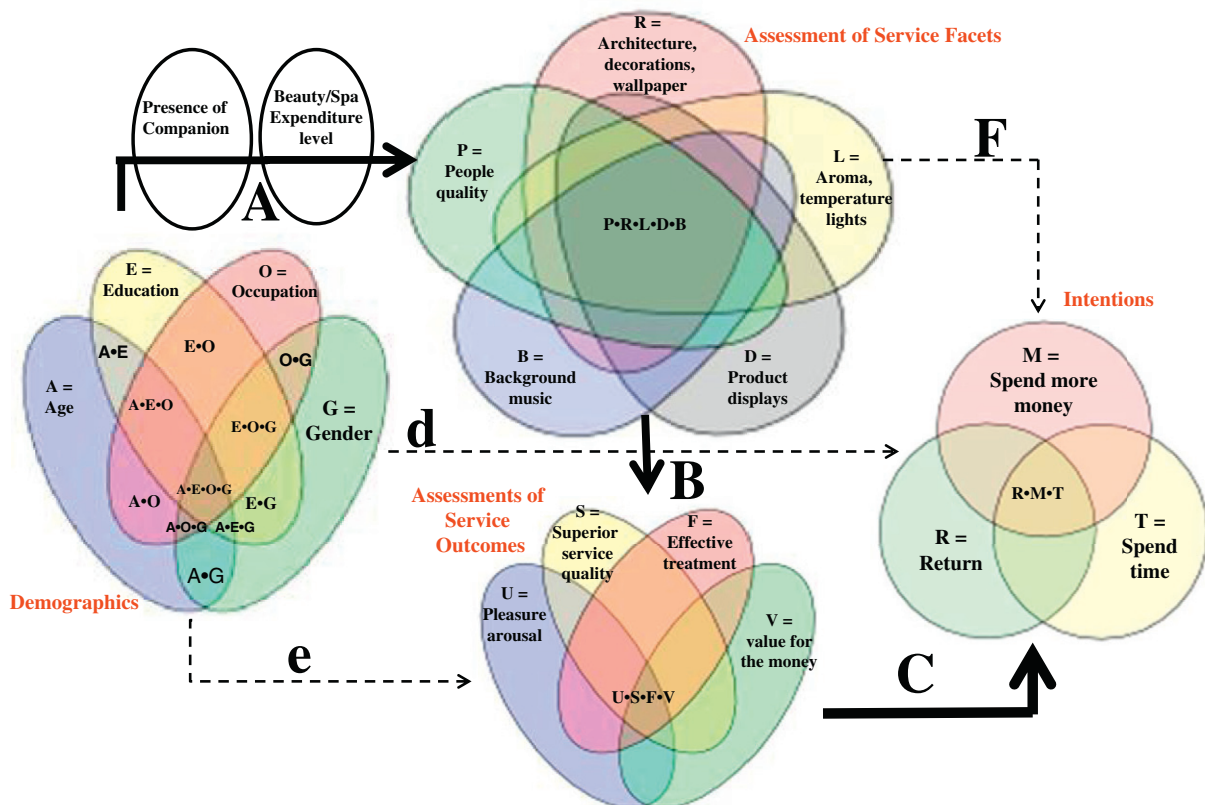 R =
Architecture,
decorations,
wallpaper
Assessment of Service Facets
Presence of
Companion
Beauty/Spa
Expenditure
level
A
P =
People
quality
L =
Aroma,
temperature
lights
F
P•R•L•D•B
B =
Background
music
D =
Product
displays
E =
Education
O =
Occupation
A•E
E•O
O•G
A =
Age
A•E•O
G =
Gender
E•O•G
A•E•O•G
A•O
E•G
A•O•G
A•E•G
A•G
Demographics
d
B
e
Intentions
M =
Spend more
money
R•M•T
R =
Return
T =
Spend
time
Assessments of
Service
Outcomes
S =
Superior
service
quality
F =
Effective
treatment
U =
Pleasure
arousal
V =
value for
the money
U•S•F•V
C